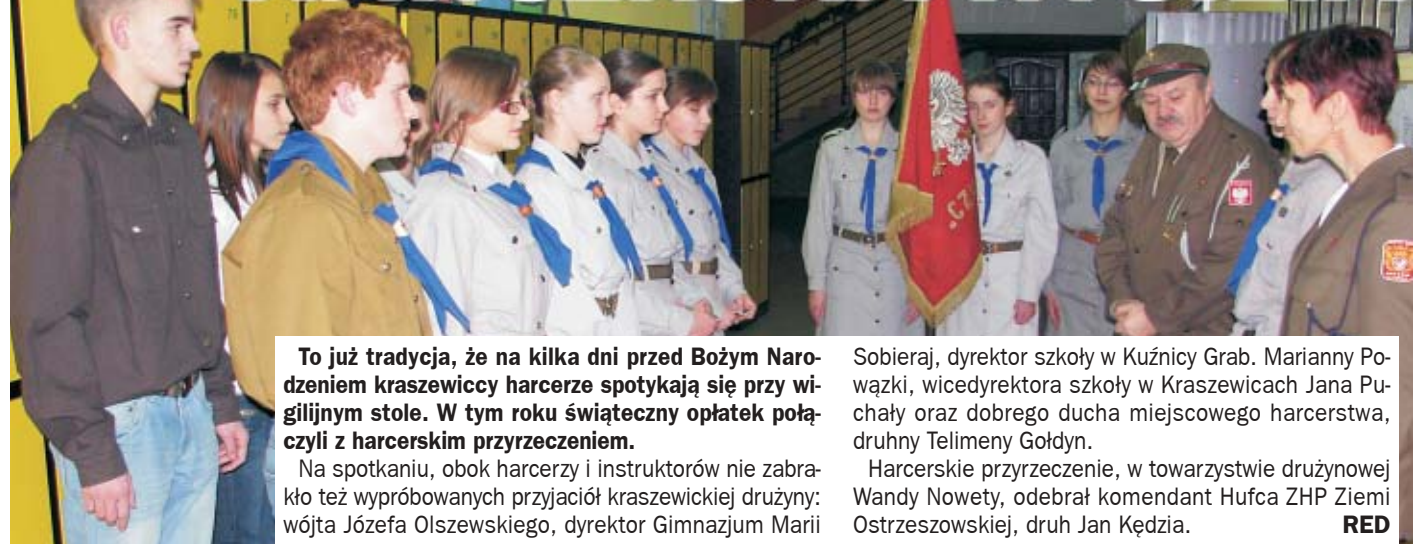 To już tradycja, że na kilka dni przed Bożym Naro-
dzeniem kraszewiccy harcerze spotykają się przy wi-
gilijnym stole. W tym roku świąteczny opłatek połą-
czyli z harcerskim przyrzeczeniem.
Na spotkaniu, obok harcerzy i instruktorów nie zabra-
kło też wypróbowanych przyjaciół kraszewickiej drużyny:
wójta Józefa Olszewskiego, dyrektor Gimnazjum Marii
Sobieraj, dyrektor szkoły w Kuźnicy Grab. Marianny Po-
wązki, wicedyrektora szkoły w Kraszewicach Jana Pu-
chały oraz dobrego ducha miejscowego harcerstwa,
druhny Telimeny Gołdyn.
Harcerskie przyrzeczenie, w towarzystwie drużynowej
Wandy Nowety, odebrał komendant Hufca ZHP Ziemi
Ostrzeszowskiej, druh Jan Kędzia. RED